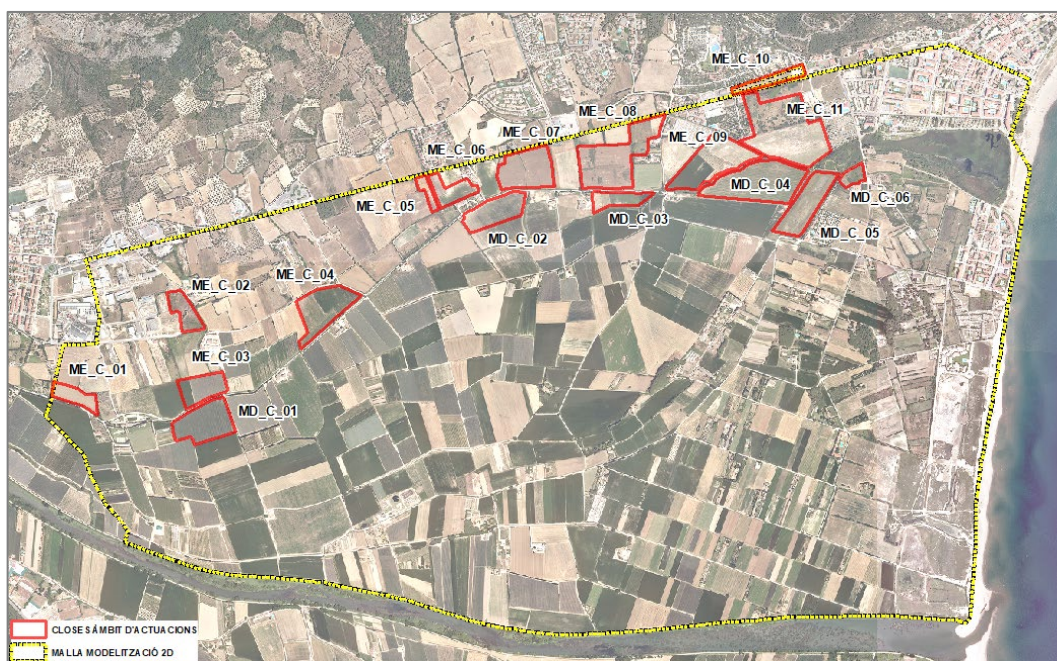 ME_C_10
ME_C_08
ME_C_11
ME_C_07
ME_C_09
ME_C_06
MD_C_04
ME_C_05
MD_C_06
MD_C_03
MD_C_02
MD_C_05
ME_C_04
ME_C_02
ME_C_03
ME_C_01
MD_C_01
CLOSES ÀMBIT D'ACTUACIONS
MALLA MODELITZACIÓ 2D